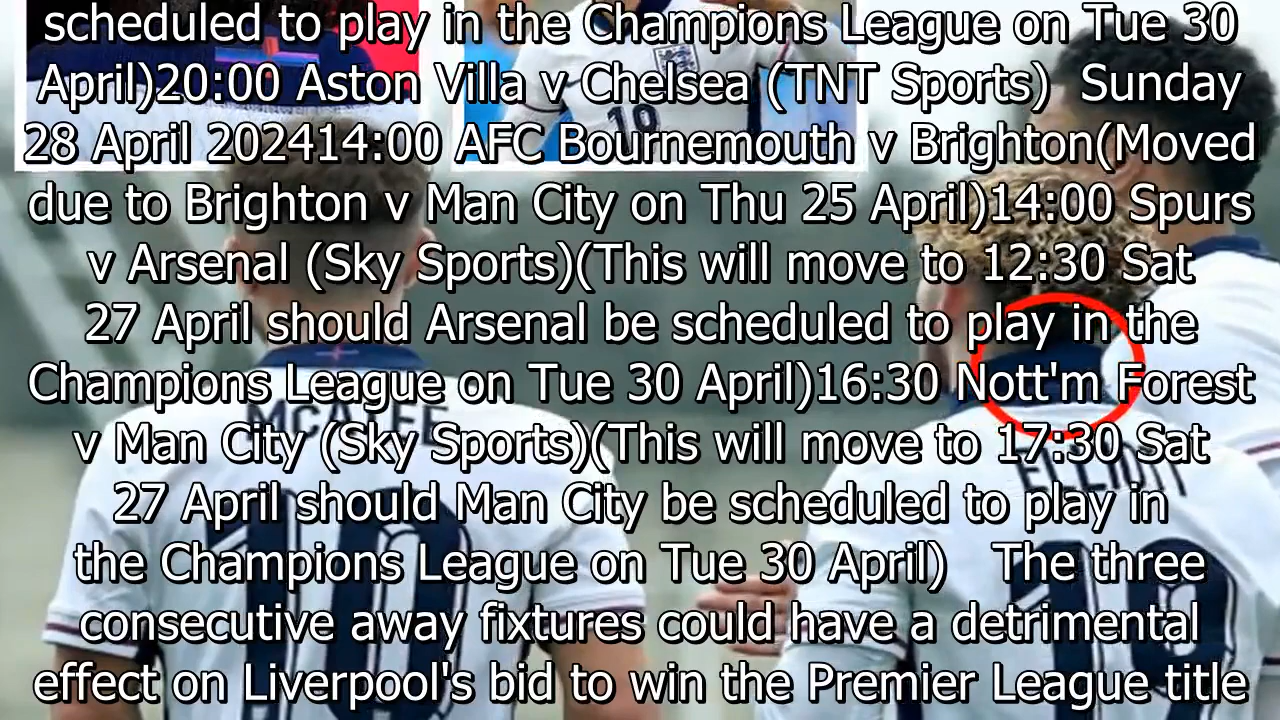 scheduled to play in the Champions League on Tue 30
April)20:00 Aston Villa v Chelsea (TNT Sports)  Sunday
28 April 202414:00 AFC Bournemouth v Brighton(Moved
due to Brighton v Man City on Thu 25 April)14:00 Spurs
v Arsenal (Sky Sports)(This will move to 12:30 Sat
27 April should Arsenal be scheduled to play in the
Champions League on Tue 30 April)16:30 Nott'm Forest
v Man City (Sky Sports)(This will move to 17:30 Sat
27 April should Man City be scheduled to play in
the Champions League on Tue 30 April)   The three
consecutive away fixtures could have a detrimental
effect on Liverpool's bid to win the Premier League title
10
MCATEE
10
ELLIOTT
19